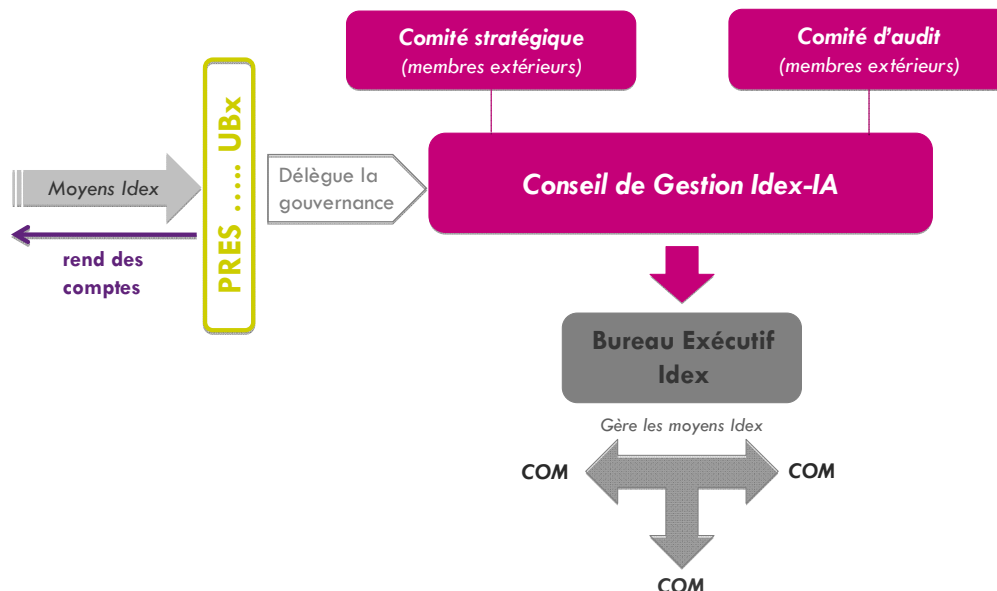 Comité stratégique
(membres extérieurs)
Comité d'audit
(membres extérieurs)
Moyens Idex
rend des
comptes
PRES ..... UBx
Délègue la
gouvernance
Conseil de Gestion Idex-IA
Bureau Exécutif
Idex
Gère les moyens Idex
COM
COM
COM